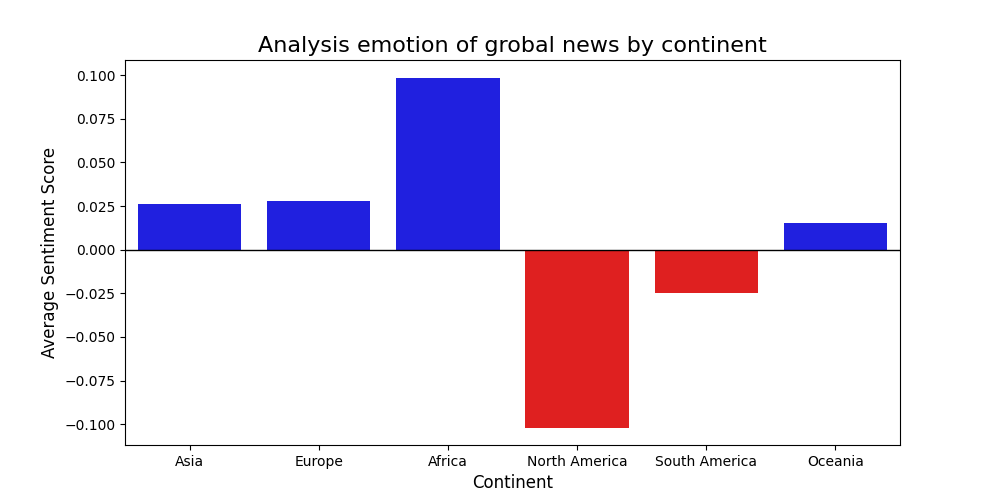 Analysis emotion of grobal news by continent
Average Sentiment Score
0.100
0.075
0.050
0.025
0.000
−0.025
−0.050
−0.075
−0.100
Asia Europe Africa North America South America Oceania
Continent